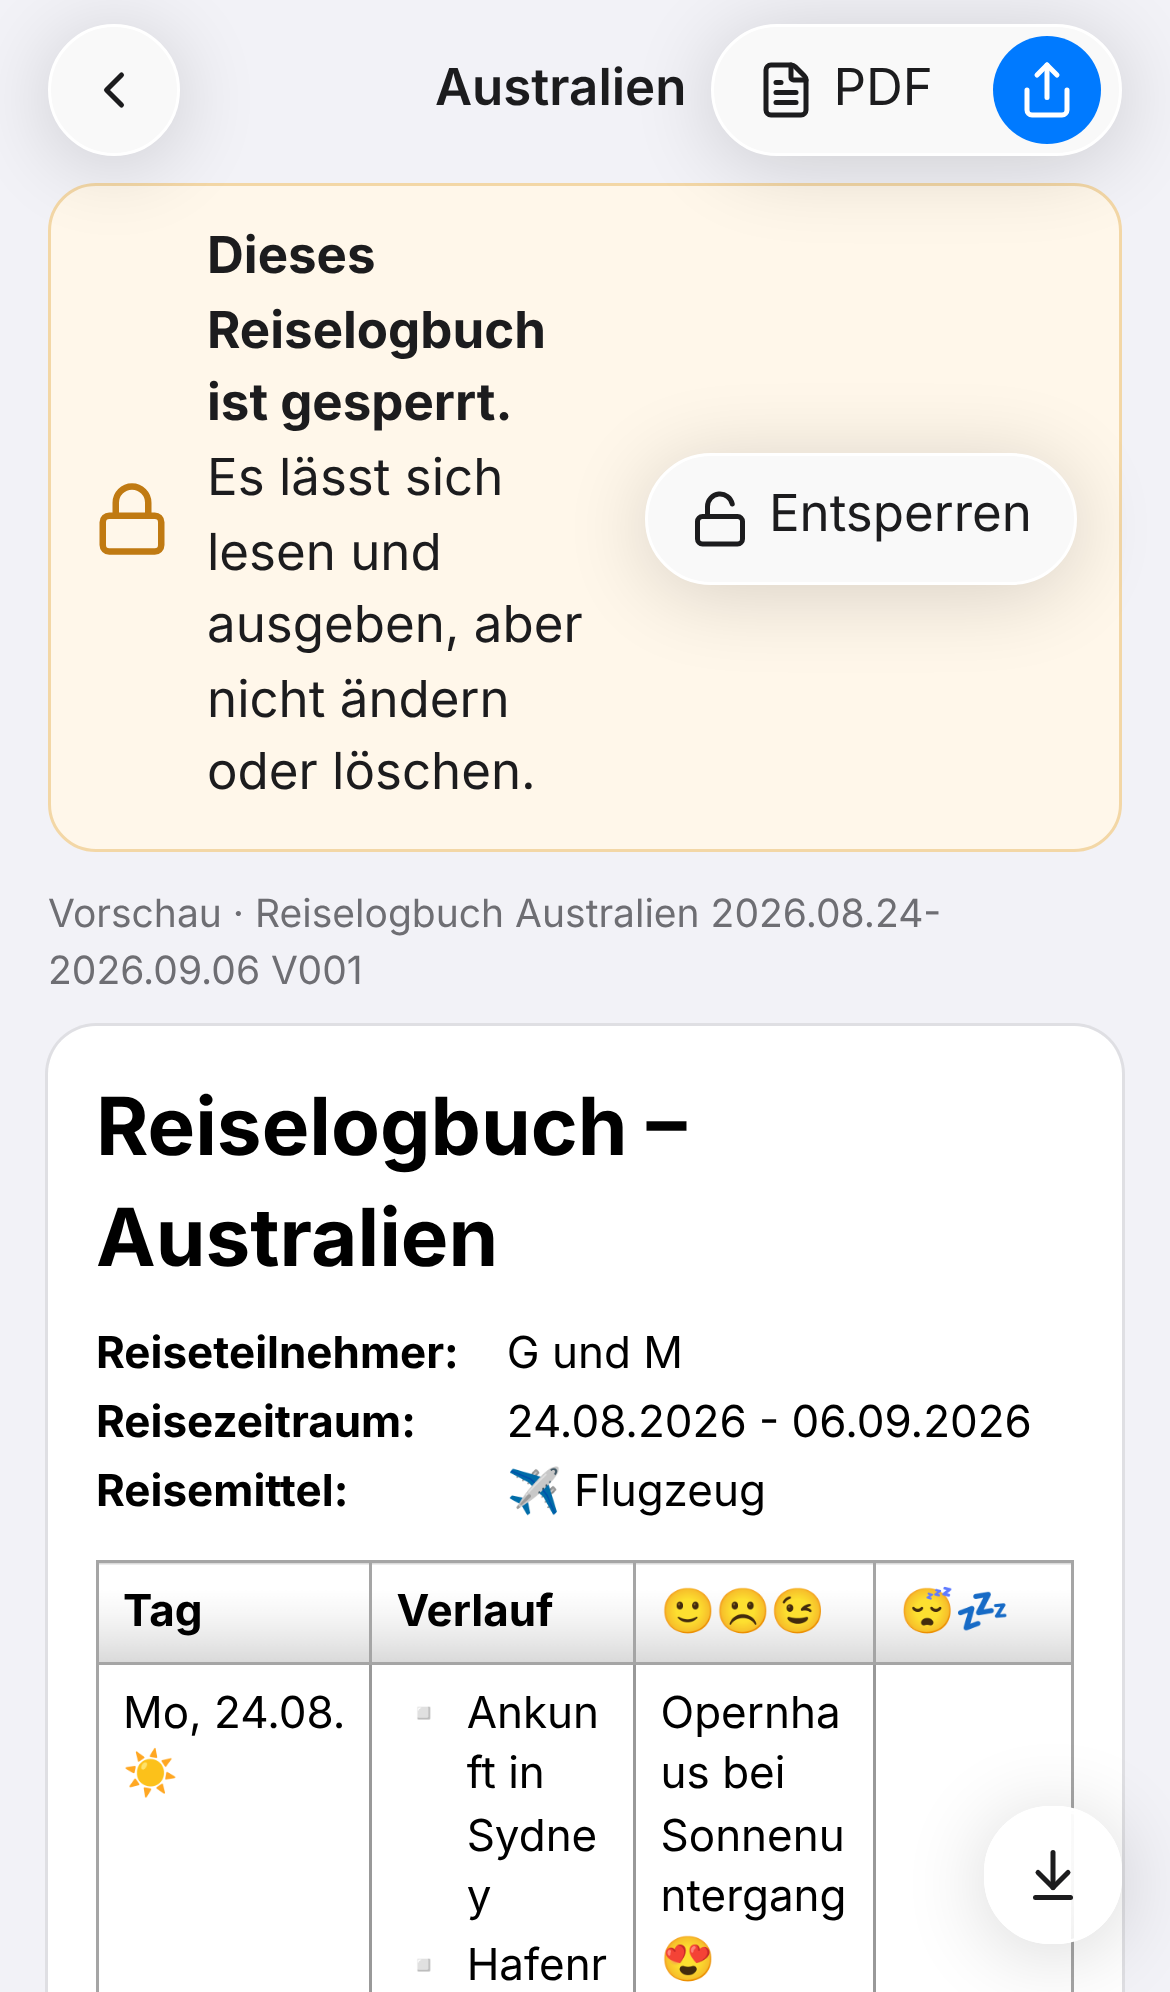 Australien
PDF
Dieses
Reiselogbuch
ist gesperrt.
Es lässt sich
lesen und
ausgeben, aber
nicht ändern
oder löschen.
Entsperren
Vorschau · Reiselogbuch Australien 2026.08.24-
2026.09.06 V001
Reiselogbuch –
Australien
Reiseteilnehmer: G und M
Reisezeitraum: 24.08.2026 - 06.09.2026
Reisemittel: ✈️ Flugzeug
Tag Verlauf 🙂☹️😉 😴💤
Mo, 24.08.
☀️
▫️ Ankun
ft in
Sydne
y
▫️ Hafenr
Opernha
us bei
Sonnenu
ntergang
😍